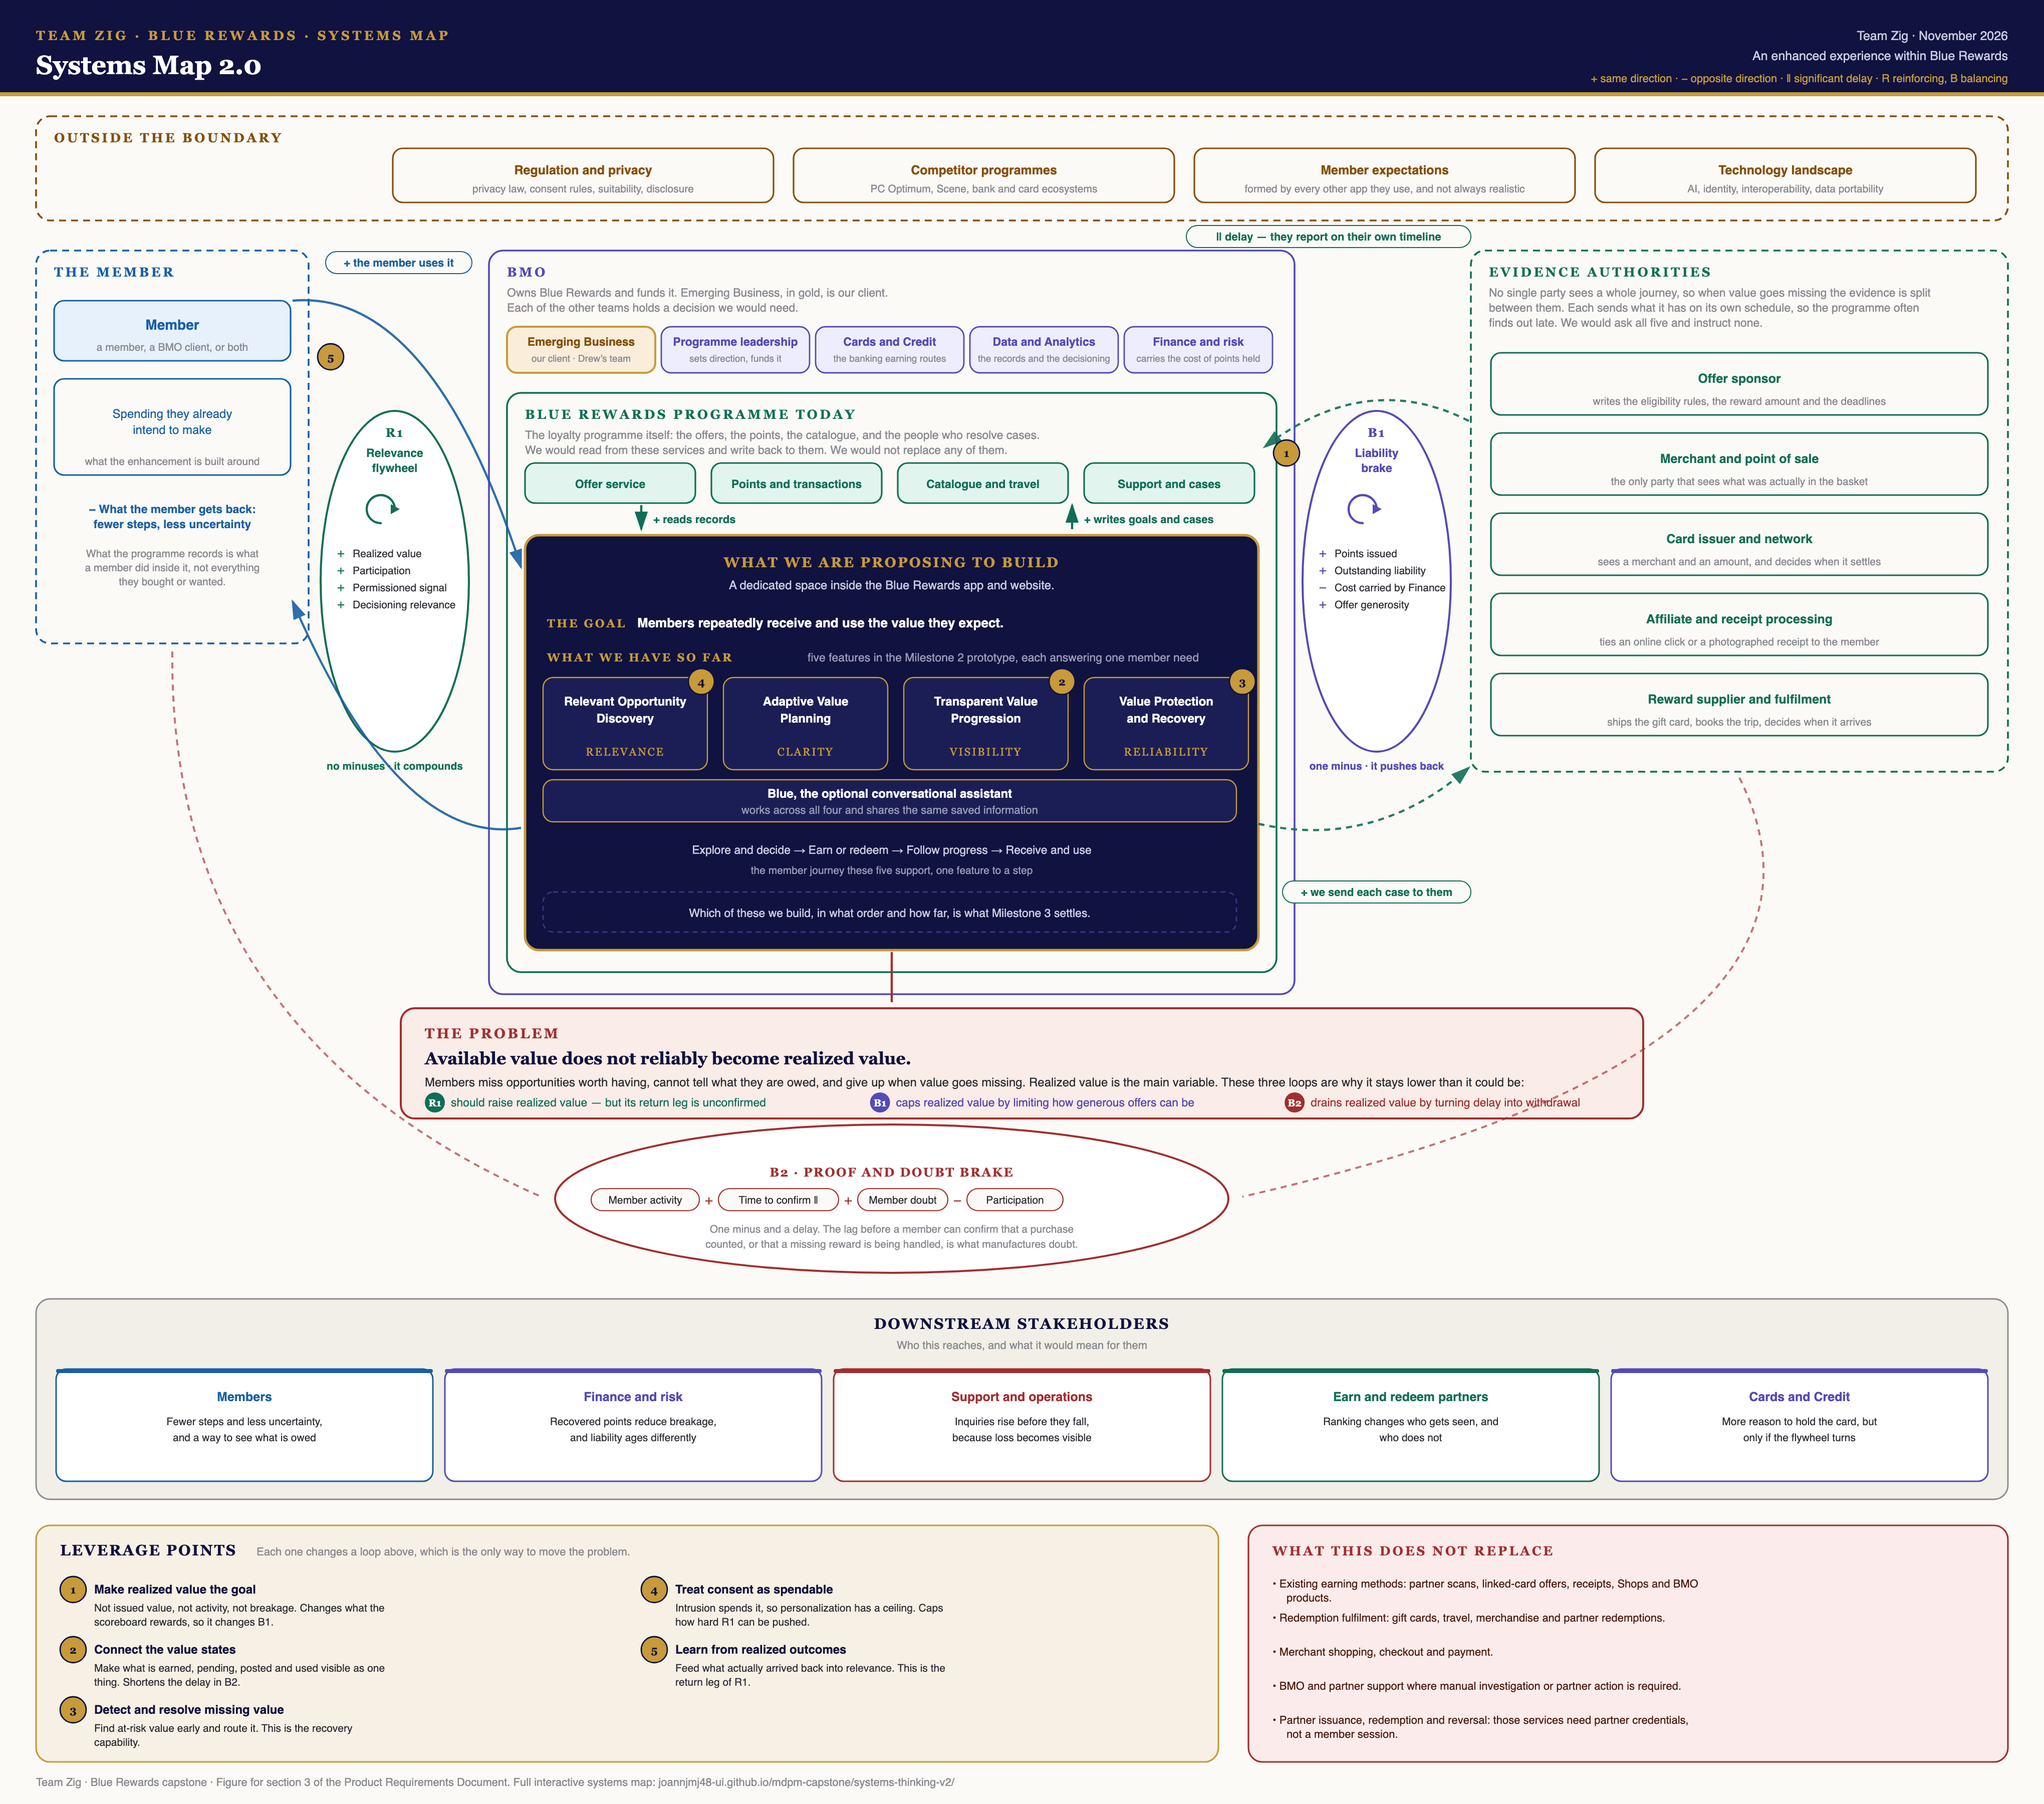 TEAM ZIG · BLUE REWARDS · SYSTEMS MAP
Systems Map 2.0
Team Zig · November 2026
An enhanced experience within Blue Rewards
+ same direction · – opposite direction · ‖ significant delay · R reinforcing, B balancing
OUTSIDE THE BOUNDARY
Regulation and privacy
privacy law, consent rules, suitability, disclosure
Competitor programmes
PC Optimum, Scene, bank and card ecosystems
Member expectations
formed by every other app they use, and not always realistic
Technology landscape
AI, identity, interoperability, data portability
THE MEMBER
Member
a member, a BMO client, or both
Spending they already
intend to make
what the enhancement is built around
– What the member gets back:
fewer steps, less uncertainty
What the programme records is what
a member did inside it, not everything
they bought or wanted.
+ the member uses it
5
R1
Relevance
flywheel
+ Realized value
+ Participation
+ Permissioned signal
+ Decisioning relevance
no minuses · it compounds
BMO
Owns Blue Rewards and funds it. Emerging Business, in gold, is our client.
Each of the other teams holds a decision we would need.
Emerging Business
our client · Drew's team
Programme leadership
sets direction, funds it
Cards and Credit
the banking earning routes
Data and Analytics
the records and the decisioning
Finance and risk
carries the cost of points held
BLUE REWARDS PROGRAMME TODAY
The loyalty programme itself: the offers, the points, the catalogue, and the people who resolve cases.
We would read from these services and write back to them. We would not replace any of them.
Offer service
Points and transactions
Catalogue and travel
Support and cases
+ reads records
+ writes goals and cases
WHAT WE ARE PROPOSING TO BUILD
A dedicated space inside the Blue Rewards app and website.
THE GOAL Members repeatedly receive and use the value they expect.
WHAT WE HAVE SO FAR five features in the Milestone 2 prototype, each answering one member need
4
Relevant Opportunity
Discovery
RELEVANCE
Adaptive Value
Planning
CLARITY
2
Transparent Value
Progression
VISIBILITY
3
Value Protection
and Recovery
RELIABILITY
Blue, the optional conversational assistant
works across all four and shares the same saved information
Explore and decide → Earn or redeem → Follow progress → Receive and use
the member journey these five support, one feature to a step
Which of these we build, in what order and how far, is what Milestone 3 settles.
‖ delay — they report on their own timeline
1
B1
Liability
brake
+ Points issued
+ Outstanding liability
– Cost carried by Finance
+ Offer generosity
one minus · it pushes back
+ we send each case to them
EVIDENCE AUTHORITIES
No single party sees a whole journey, so when value goes missing the evidence is split
between them. Each sends what it has on its own schedule, so the programme often
finds out late. We would ask all five and instruct none.
Offer sponsor
writes the eligibility rules, the reward amount and the deadlines
Merchant and point of sale
the only party that sees what was actually in the basket
Card issuer and network
sees a merchant and an amount, and decides when it settles
Affiliate and receipt processing
ties an online click or a photographed receipt to the member
Reward supplier and fulfilment
ships the gift card, books the trip, decides when it arrives
THE PROBLEM
Available value does not reliably become realized value.
Members miss opportunities worth having, cannot tell what they are owed, and give up when value goes missing. Realized value is the main variable. These three loops are why it stays lower than it could be:
R1 should raise realized value — but its return leg is unconfirmed
B1 caps realized value by limiting how generous offers can be
B2 drains realized value by turning delay into withdrawal
B2 · PROOF AND DOUBT BRAKE
Member activity + Time to confirm ‖ + Member doubt – Participation
One minus and a delay. The lag before a member can confirm that a purchase
counted, or that a missing reward is being handled, is what manufactures doubt.
DOWNSTREAM STAKEHOLDERS
Who this reaches, and what it would mean for them
Members
Fewer steps and less uncertainty,
and a way to see what is owed
Finance and risk
Recovered points reduce breakage,
and liability ages differently
Support and operations
Inquiries rise before they fall,
because loss becomes visible
Earn and redeem partners
Ranking changes who gets seen, and
who does not
Cards and Credit
More reason to hold the card, but
only if the flywheel turns
LEVERAGE POINTS Each one changes a loop above, which is the only way to move the problem.
1 Make realized value the goal
Not issued value, not activity, not breakage. Changes what the
scoreboard rewards, so it changes B1.
2 Connect the value states
Make what is earned, pending, posted and used visible as one
thing. Shortens the delay in B2.
3 Detect and resolve missing value
Find at-risk value early and route it. This is the recovery
capability.
4 Treat consent as spendable
Intrusion spends it, so personalization has a ceiling. Caps
how hard R1 can be pushed.
5 Learn from realized outcomes
Feed what actually arrived back into relevance. This is the
return leg of R1.
WHAT THIS DOES NOT REPLACE
• Existing earning methods: partner scans, linked-card offers, receipts, Shops and BMO
products.
• Redemption fulfilment: gift cards, travel, merchandise and partner redemptions.
• Merchant shopping, checkout and payment.
• BMO and partner support where manual investigation or partner action is required.
• Partner issuance, redemption and reversal: those services need partner credentials,
not a member session.
Team Zig · Blue Rewards capstone · Figure for section 3 of the Product Requirements Document. Full interactive systems map: joannjmj48-ui.github.io/mdpm-capstone/systems-thinking-v2/